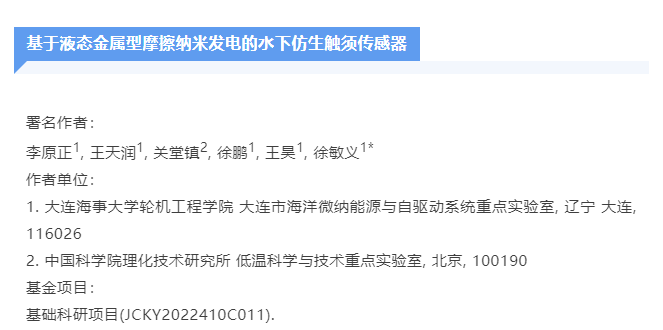 基于液态金属型摩擦纳米发电的水下仿生触须传感器
署名作者：
李原正1, 王天润1, 关堂镇2, 徐鹏1, 王昊1, 徐敏义1*
作者单位：
1. 大连海事大学轮机工程学院 大连市海洋微纳能源与自驱动系统重点实验室, 辽宁 大连,
116026
2. 中国科学院理化技术研究所 低温科学与技术重点实验室, 北京, 100190
基金项目：
基础科研项目(JCKY2022410C011).